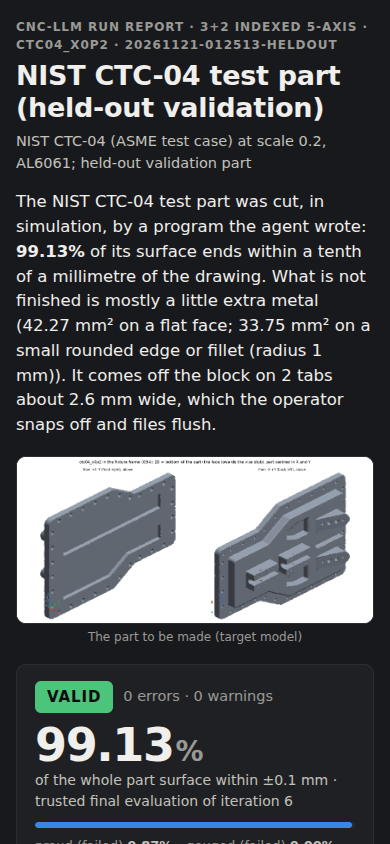 CNC-LLM RUN REPORT · 3+2 INDEXED 5-AXIS ·
CTC04_X0P2 · 20261121-012513-HELDOUT
NIST CTC-04 test part
(held-out validation)
NIST CTC-04 (ASME test case) at scale 0.2,
AL6061; held-out validation part
The NIST CTC-04 test part was cut, in
simulation, by a program the agent wrote:
99.13% of its surface ends within a tenth
of a millimetre of the drawing. What is not
finished is mostly a little extra metal
(42.27 mm² on a flat face; 33.75 mm² on a
small rounded edge or fillet (radius 1
mm)). It comes off the block on 2 tabs
about 2.6 mm wide, which the operator
snaps off and files flush.
The part to be made (target model)
VALID 0 errors · 0 warnings
99.13%
of the whole part surface within ±0.1 mm ·
trusted final evaluation of iteration 6